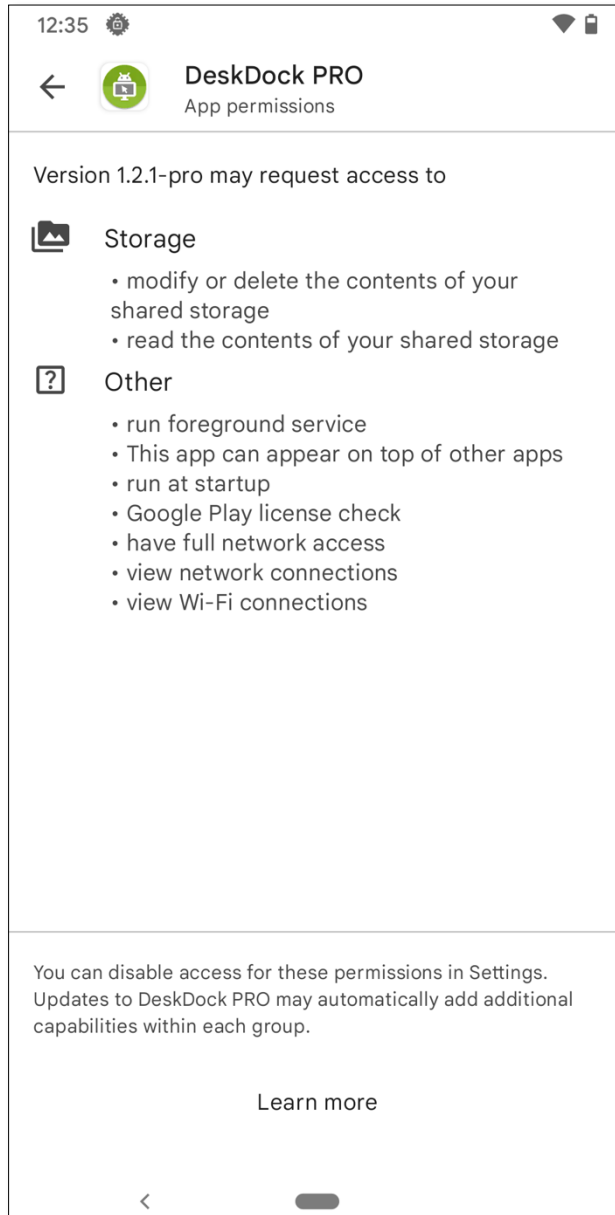 12:35
DeskDock PRO
App permissions
Version 1.2.1-pro may request access to
Storage
• modify or delete the contents of your
shared storage
• read the contents of your shared storage
Other
• run foreground service
• This app can appear on top of other apps
• run at startup
• Google Play license check
• have full network access
• view network connections
• view Wi-Fi connections
You can disable access for these permissions in Settings.
Updates to DeskDock PRO may automatically add additional
capabilities within each group.
Learn more